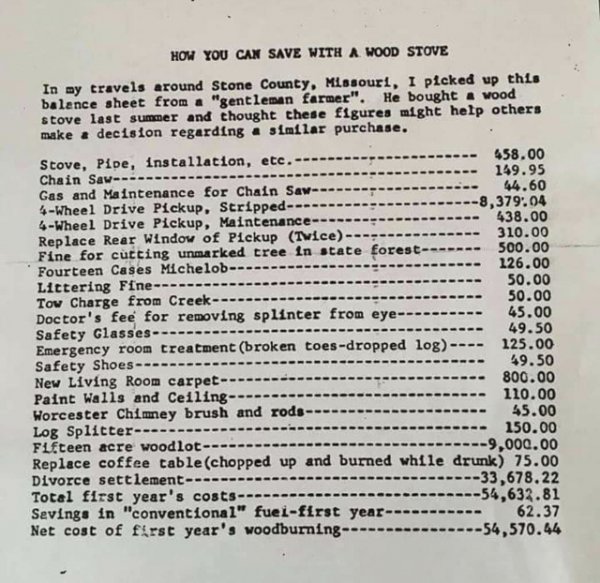 HOW YOU CAN SAVE WITH A WOOD STOVE
In my travels around Stone County, Missouri, I picked up this
balance sheet from a "gentleman farmer". He bought a wood
stove last summer and thought these figures might help others
make a decision regarding a similar purchase.
Stove, Pipe, installation, etc.------------------------ 458.00
Chain Saw---------------------------------------------- 149.95
Gas and Maintenance for Chain Saw---------------------- 44.60
4-Wheel Drive Pickup, Stripped-------------------------8,379.04
4-Wheel Drive Pickup, Maintenance---------------------- 438.00
Replace Rear Window of Pickup (Twice)------------------ 310.00
Fine for cutting unmarked tree in state forest------- 500.00
Fourteen Cases Michelob-------------------------------- 126.00
Littering Fine----------------------------------------- 50.00
Tow Charge from Creek---------------------------------- 50.00
Doctor's fee for removing splinter from eye------------ 45.00
Safety Glasses----------------------------------------- 49.50
Emergency room treatment(broken toes-dropped log)---- 125.00
Safety Shoes------------------------------------------- 49.50
New Living Room carpet--------------------------------- 800.00
Paint Walls and Ceiling-------------------------------- 110.00
Worcester Chimney brush and rods----------------------- 45.00
Log Splitter------------------------------------------- 150.00
Fifteen acre woodlot-----------------------------------9,000.00
Replace coffee table(chopped up and burned while drunk) 75.00
Divorce settlement------------------------------------33,678.22
Total first year's costs------------------------------54,632.81
Savings in "conventional" fuel-first year----------- 62.37
Net cost of first year's woodburning------------------54,570.44